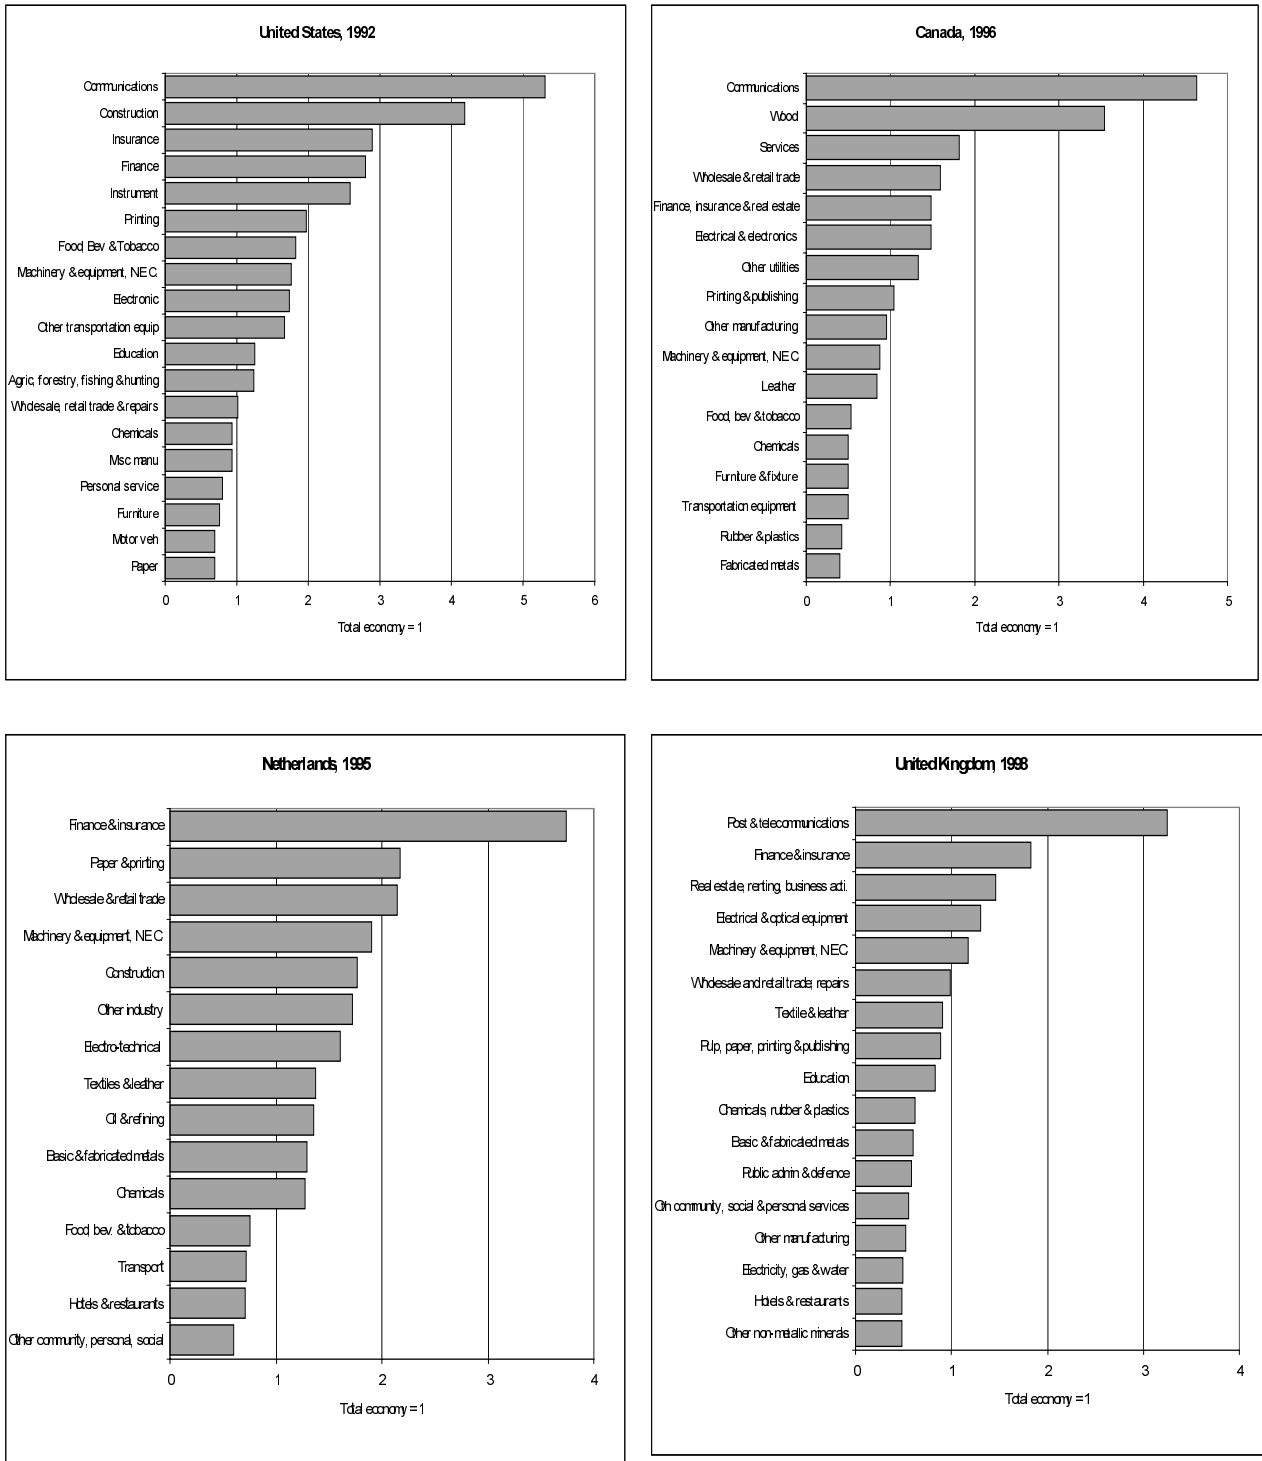 United States, 1992
Communications
Construction
Insurance
Finance
Instrument
Printing
Food, Bev & Tobacco
Machinery & equipment, NEC.
Electronic
Other transportation equip
Education
Agric, forestry, fishing & hunting
Wholesale, retail trade & repairs
Chemicals
Misc manu
Personal service
Furniture
Motor veh
Paper
0 1 2 3 4 5 6
Total economy = 1
Canada, 1996
Communications
Wood
Services
Wholesale & retail trade
Finance, insurance & real estate
Electrical & electronics
Other utilities
Printing & publishing
Other manufacturing
Machinery & equipment, NEC
Leather
Food, bev & tobacco
Chemicals
Furniture & fixture
Transportation equipment
Rubber & plastics
Fabricated metals
0 1 2 3 4 5
Total economy = 1
Netherlands, 1995
Finance & insurance
Paper & printing
Wholesale & retail trade
Machinery & equipment, NEC
Construction
Other industry
Electro-technical
Textiles & leather
Oil & refining
Basic & fabricated metals
Chemicals
Food, bev. & tobacco
Transport
Hotels & restaurants
Other community, personal, social
0 1 2 3 4
Total economy = 1
United Kingdom, 1998
Post & telecommunications
Finance & insurance
Real estate, renting, business acti.
Electrical & optical equipment
Machinery & equipment, NEC
Wholesale and retail trade; repairs
Textile & leather
Pulp, paper, printing & publishing
Education
Chemicals, rubber & plastics
Basic & fabricated metals
Public admin & defence
Oth community, social & personal services
Other manufacturing
Electricity, gas & water
Hotels & restaurants
Other non-metallic minerals
0 1 2 3 4
Total economy = 1